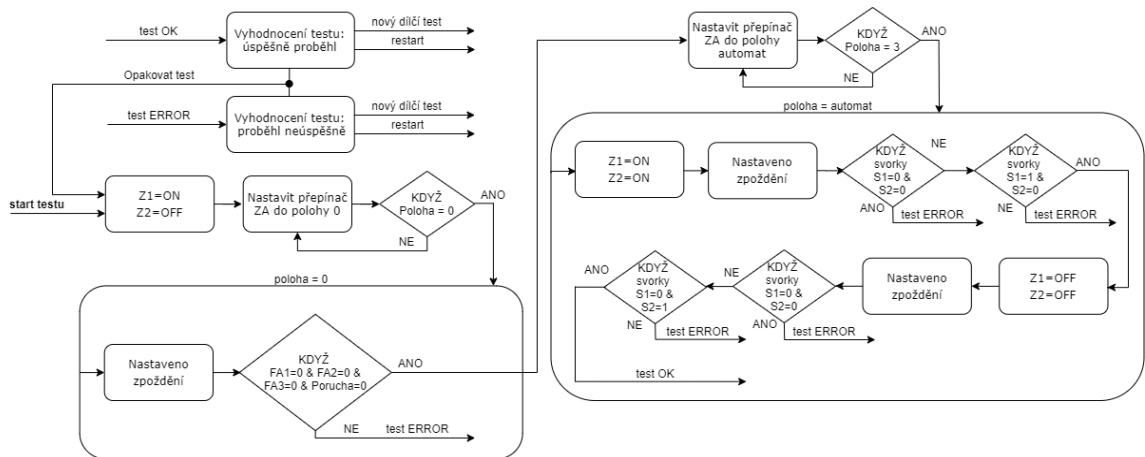 test OK
Vyhodnocení testu:
úspěšně proběhl
nový dílčí test
restart
Opakovat test
test ERROR
Vyhodnocení testu:
proběhl neúspěšně
nový dílčí test
restart
start testu
Z1=ON
Z2=OFF
Nastavit přepínač
ZA do polohy 0
KDYŽ
Poloha = 0
ANO
NE
poloha = 0
Nastaveno
zpoždění
KDYŽ
FA1=0 & FA2=0 &
FA3=0 & Porucha=0
ANO
NE
test ERROR
Nastavit přepínač
ZA do polohy
automat
KDYŽ
Poloha = 3
ANO
NE
poloha = automat
Z1=ON
Z2=ON
Nastaveno
zpoždění
KDYŽ
svorky
S1=0 &
S2=0
NE
ANO
test ERROR
KDYŽ
svorky
S1=1 &
S2=0
ANO
NE
test ERROR
Z1=OFF
Z2=OFF
Nastaveno
zpoždění
KDYŽ
svorky
S1=0 &
S2=0
NE
ANO
test ERROR
KDYŽ
svorky
S1=0 &
S2=1
ANO
NE
test ERROR
test OK